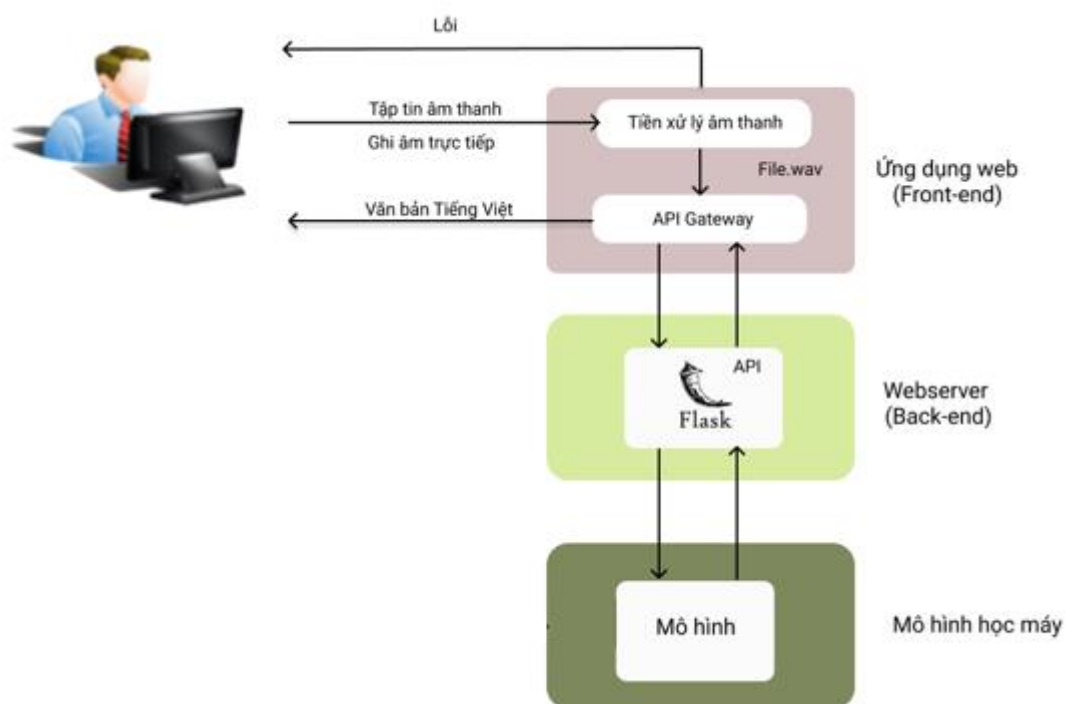 Lỗi
Tập tin âm thanh
Ghi âm trực tiếp
Tiền xử lý âm thanh
File.wav
Ứng dụng web
(Front-end)
Văn bản Tiếng Việt
API Gateway
API
Flask
Webserver
(Back-end)
Mô hình
Mô hình học máy